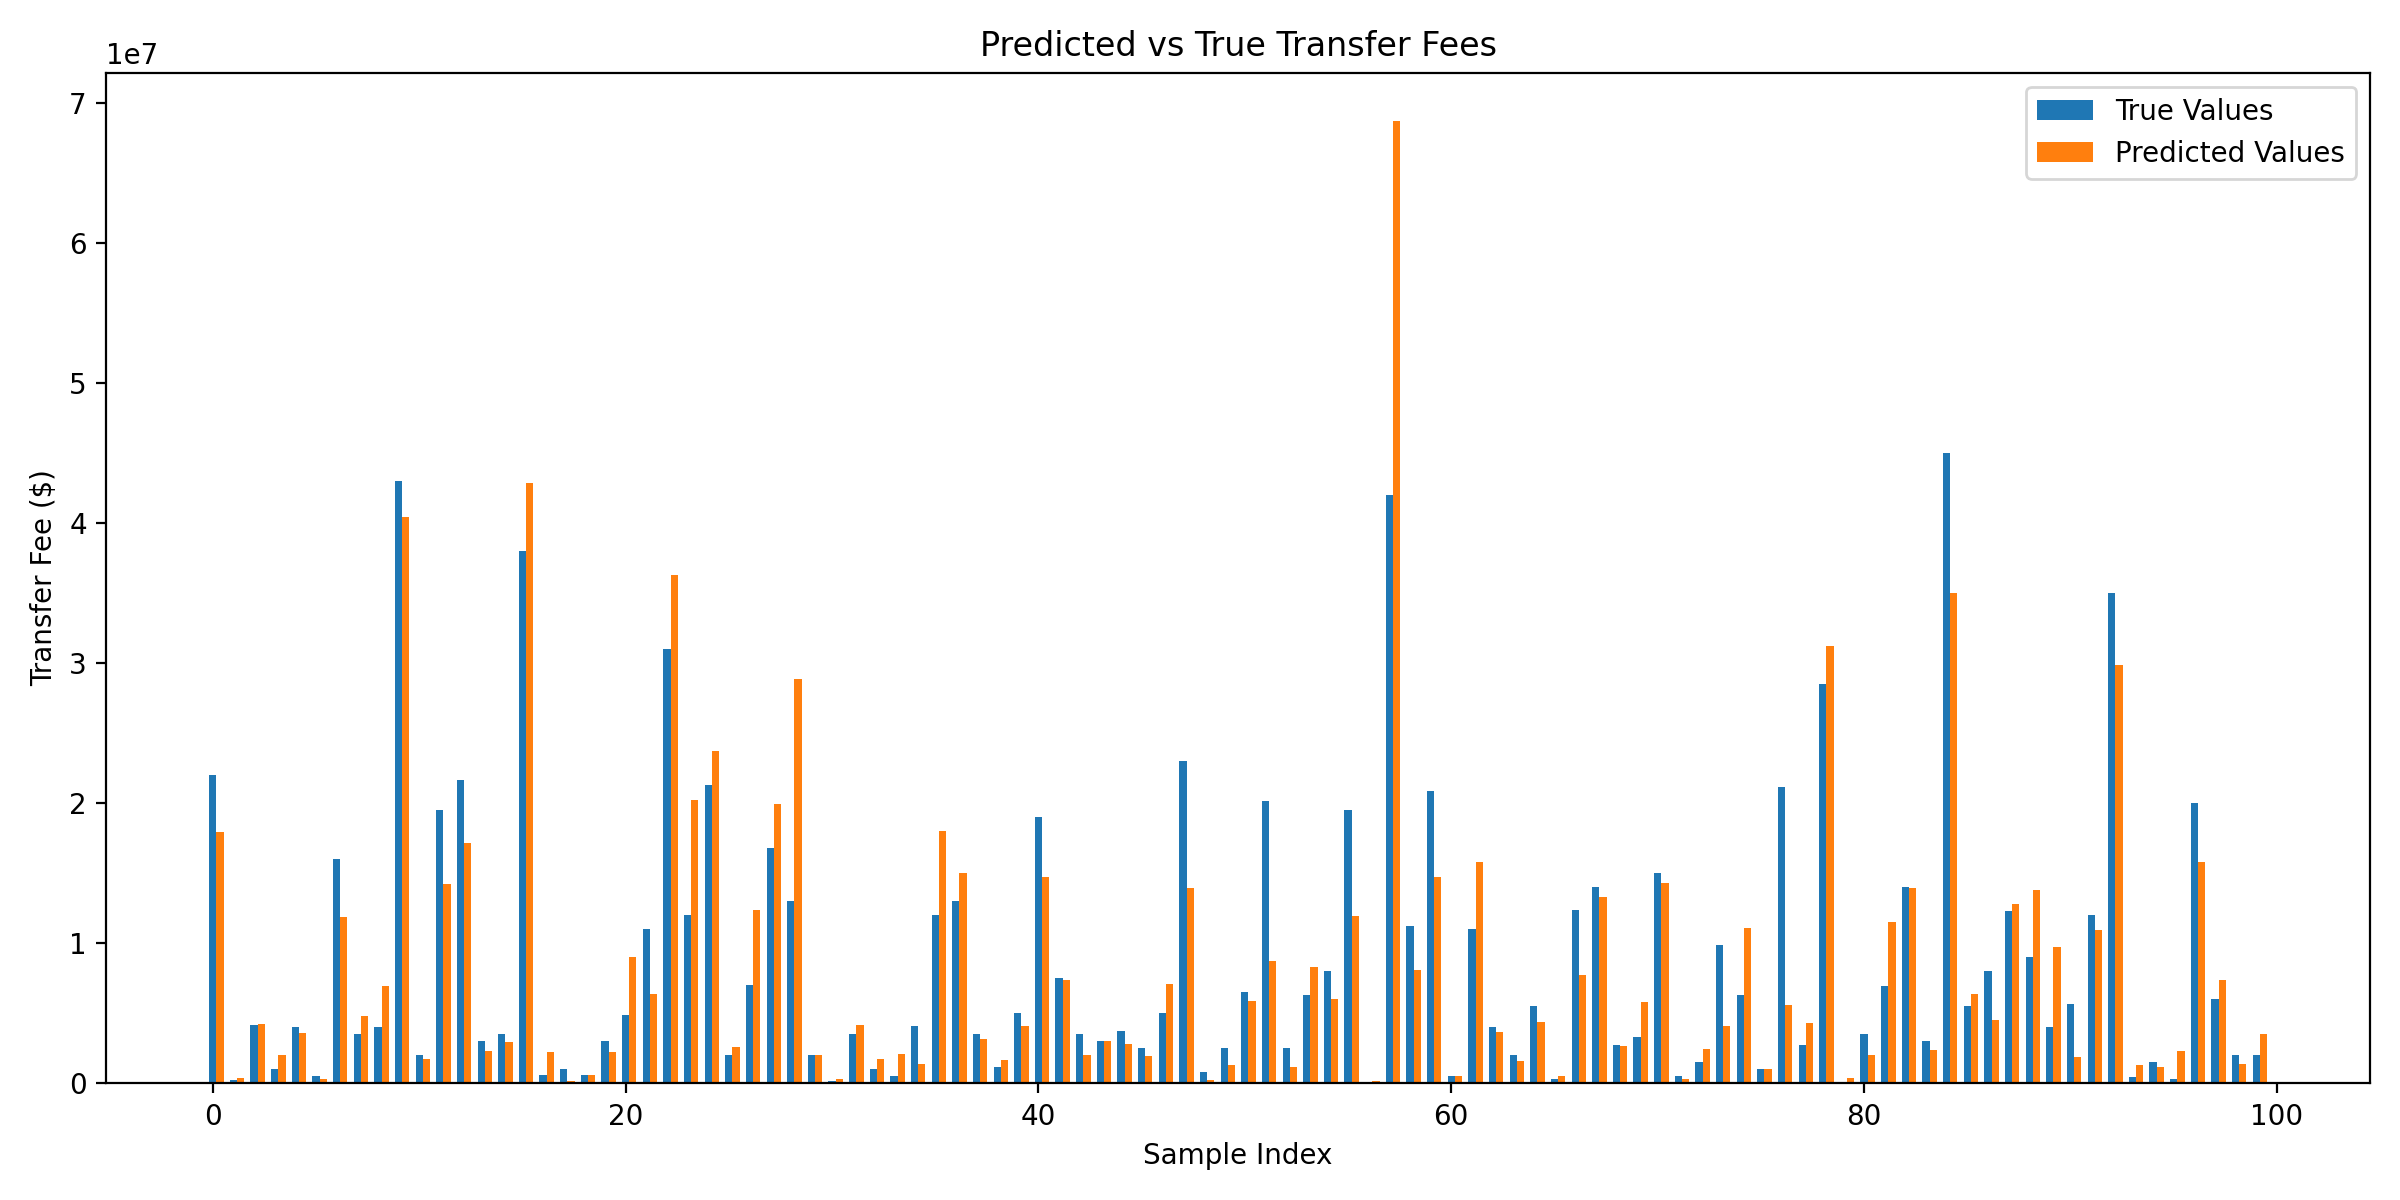 Predicted vs True Transfer Fees
1e7
True Values
Predicted Values
7
6
5
4
3
2
1
0
Transfer Fee ($)
0 20 40 60 80 100
Sample Index